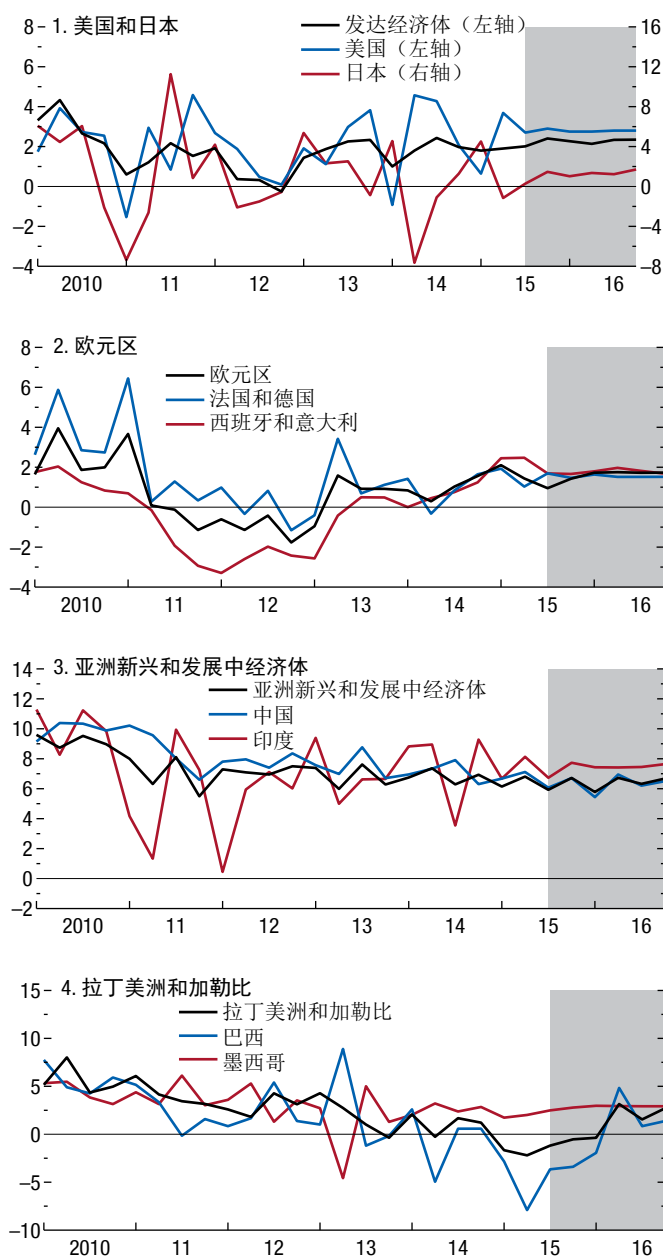 1. 美国和日本
发达经济体（左轴）
美国（左轴）
日本（右轴）
8
6
4
2
0
–2
–4
16
12
8
4
0
–4
–8
2010 11 12 13 14 15 16
2. 欧元区
欧元区
法国和德国
西班牙和意大利
8
6
4
2
0
–2
–4
2010 11 12 13 14 15 16
3. 亚洲新兴和发展中经济体
亚洲新兴和发展中经济体
中国
印度
14
12
10
8
6
4
2
0
–2
2010 11 12 13 14 15 16
4. 拉丁美洲和加勒比
拉丁美洲和加勒比
巴西
墨西哥
15
10
5
0
–5
–10
2010 11 12 13 14 15 16